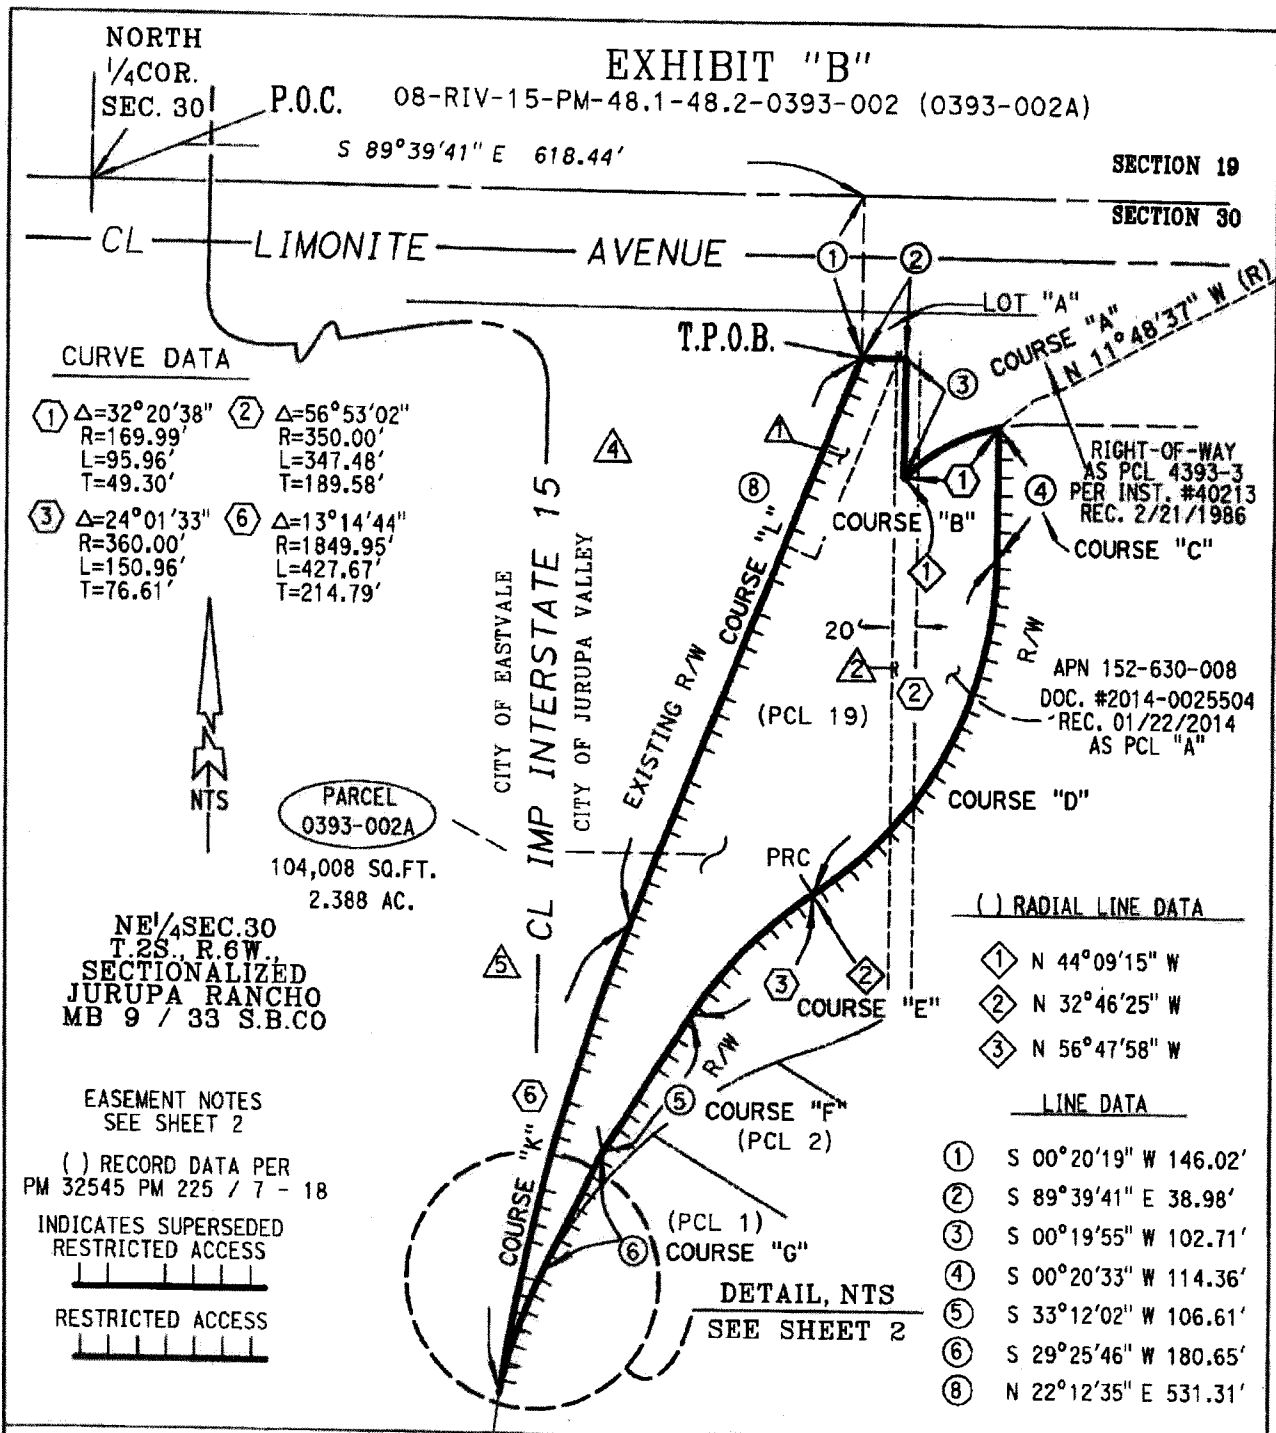 EXHIBIT "B"
08-RIV-15-PM-48.1-48.2-0393-002 (0393-002A)
NORTH
1/4COR.
SEC. 30
P.O.C.
S 89°39'41" E 618.44'
SECTION 19
SECTION 30
CL LIMONITE AVENUE
1
2
LOT "A"
T.P.O.B.
3
COURSE "A"
N 11°48'37" W (R)
CURVE DATA
1 Δ=32°20'38"
R=169.99'
L=95.96'
T=49.30'
2 Δ=56°53'02"
R=350.00'
L=347.48'
T=189.58'
3 Δ=24°01'33"
R=360.00'
L=150.96'
T=76.61'
6 Δ=13°14'44"
R=1849.95'
L=427.67'
T=214.79'
NTS
4
1
8
COURSE "L"
COURSE "B"
1
1
4
RIGHT-OF-WAY
AS PCL 4393-3
PER INST. #40213
REC. 2/21/1986
COURSE "C"
20'
2
2
R/W
(PCL 19)
APN 152-630-008
DOC. #2014-0025504
REC. 01/22/2014
AS PCL "A"
CITY OF EASTVALE
CL IMP INTERSTATE 15
CITY OF JURUPA VALLEY
EXISTING R/W
COURSE "D"
PARCEL
0393-002A
104,008 SQ.FT.
2.388 AC.
PRC
NE1/4SEC.30
T.2S., R.6W.,
SECTIONALIZED
JURUPA RANCHO
MB 9 / 33 S.B.CO
5
3
2
COURSE "E"
R/W
6
5
COURSE "F"
(PCL 2)
COURSE "K"
(PCL 1)
COURSE "G"
6
DETAIL, NTS
SEE SHEET 2
EASEMENT NOTES
SEE SHEET 2
( ) RECORD DATA PER
PM 32545 PM 225 / 7 - 18
INDICATES SUPERSEDED
RESTRICTED ACCESS
RESTRICTED ACCESS
( ) RADIAL LINE DATA
1 N 44°09'15" W
2 N 32°46'25" W
3 N 56°47'58" W
LINE DATA
1 S 00°20'19" W 146.02'
2 S 89°39'41" E 38.98'
3 S 00°19'55" W 102.71'
4 S 00°20'33" W 114.36'
5 S 33°12'02" W 106.61'
6 S 29°25'46" W 180.65'
8 N 22°12'35" E 531.31'